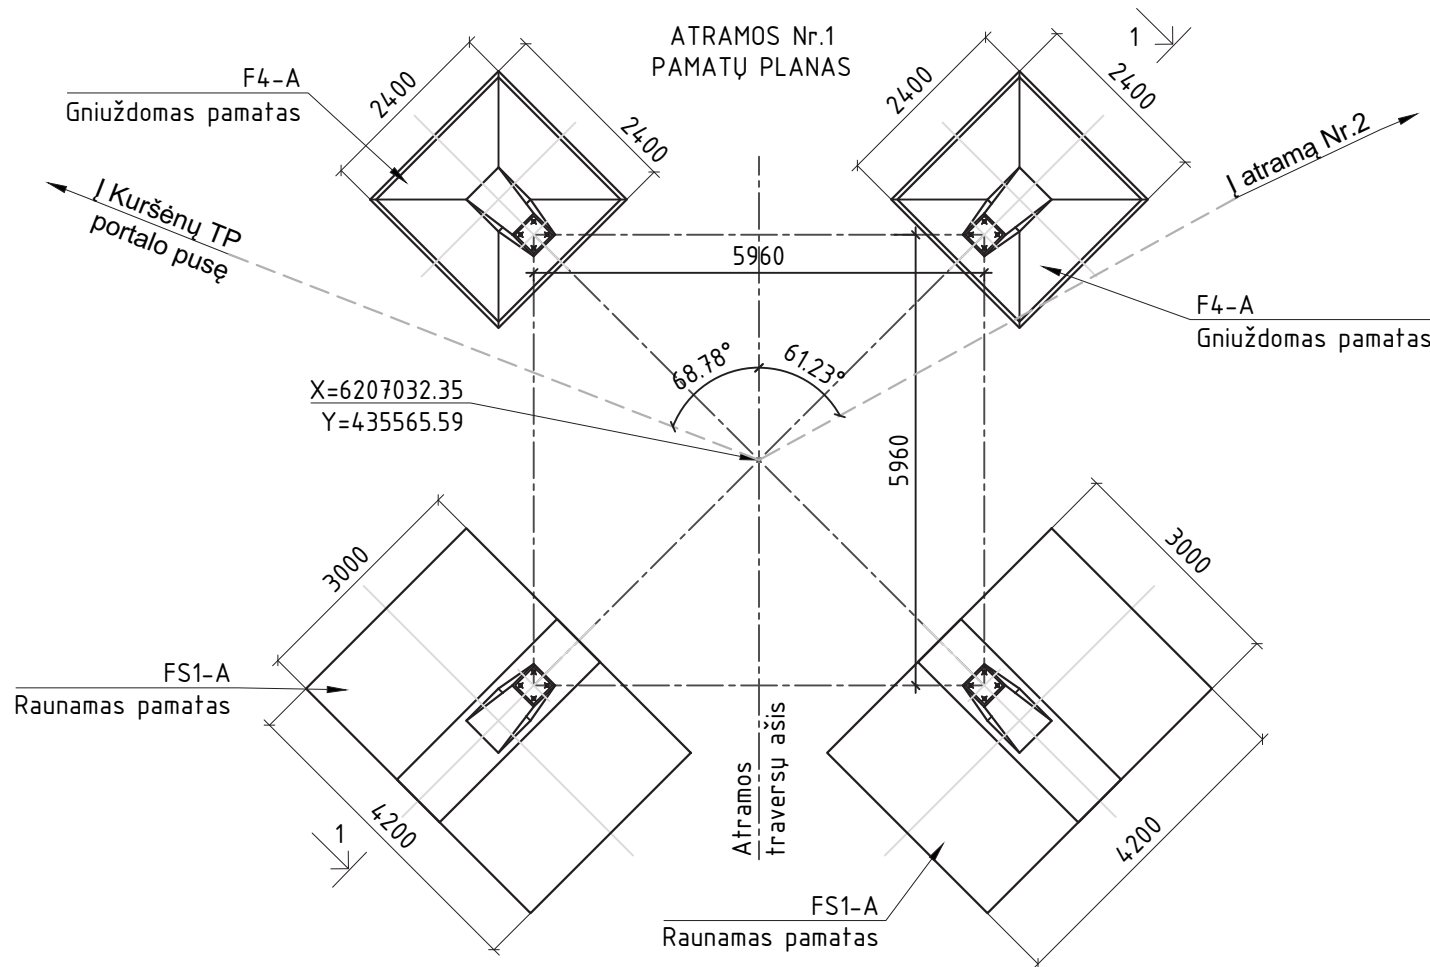 ATRAMOS Nr.1
PAMATŲ PLANAS
1
F4-A
Gniuždomas pamatas
2400
2400
2400
2400
Į Kuršėnų TP
portalo pusę
Į atramą Nr.2
5960
F4-A
Gniuždomas pamatas
68.78°
61.23°
X=6207032.35
Y=435565.59
5960
3000
3000
FS1-A
Raunamas pamatas
Atramos
traversų ašis
4200
4200
1
FS1-A
Raunamas pamatas